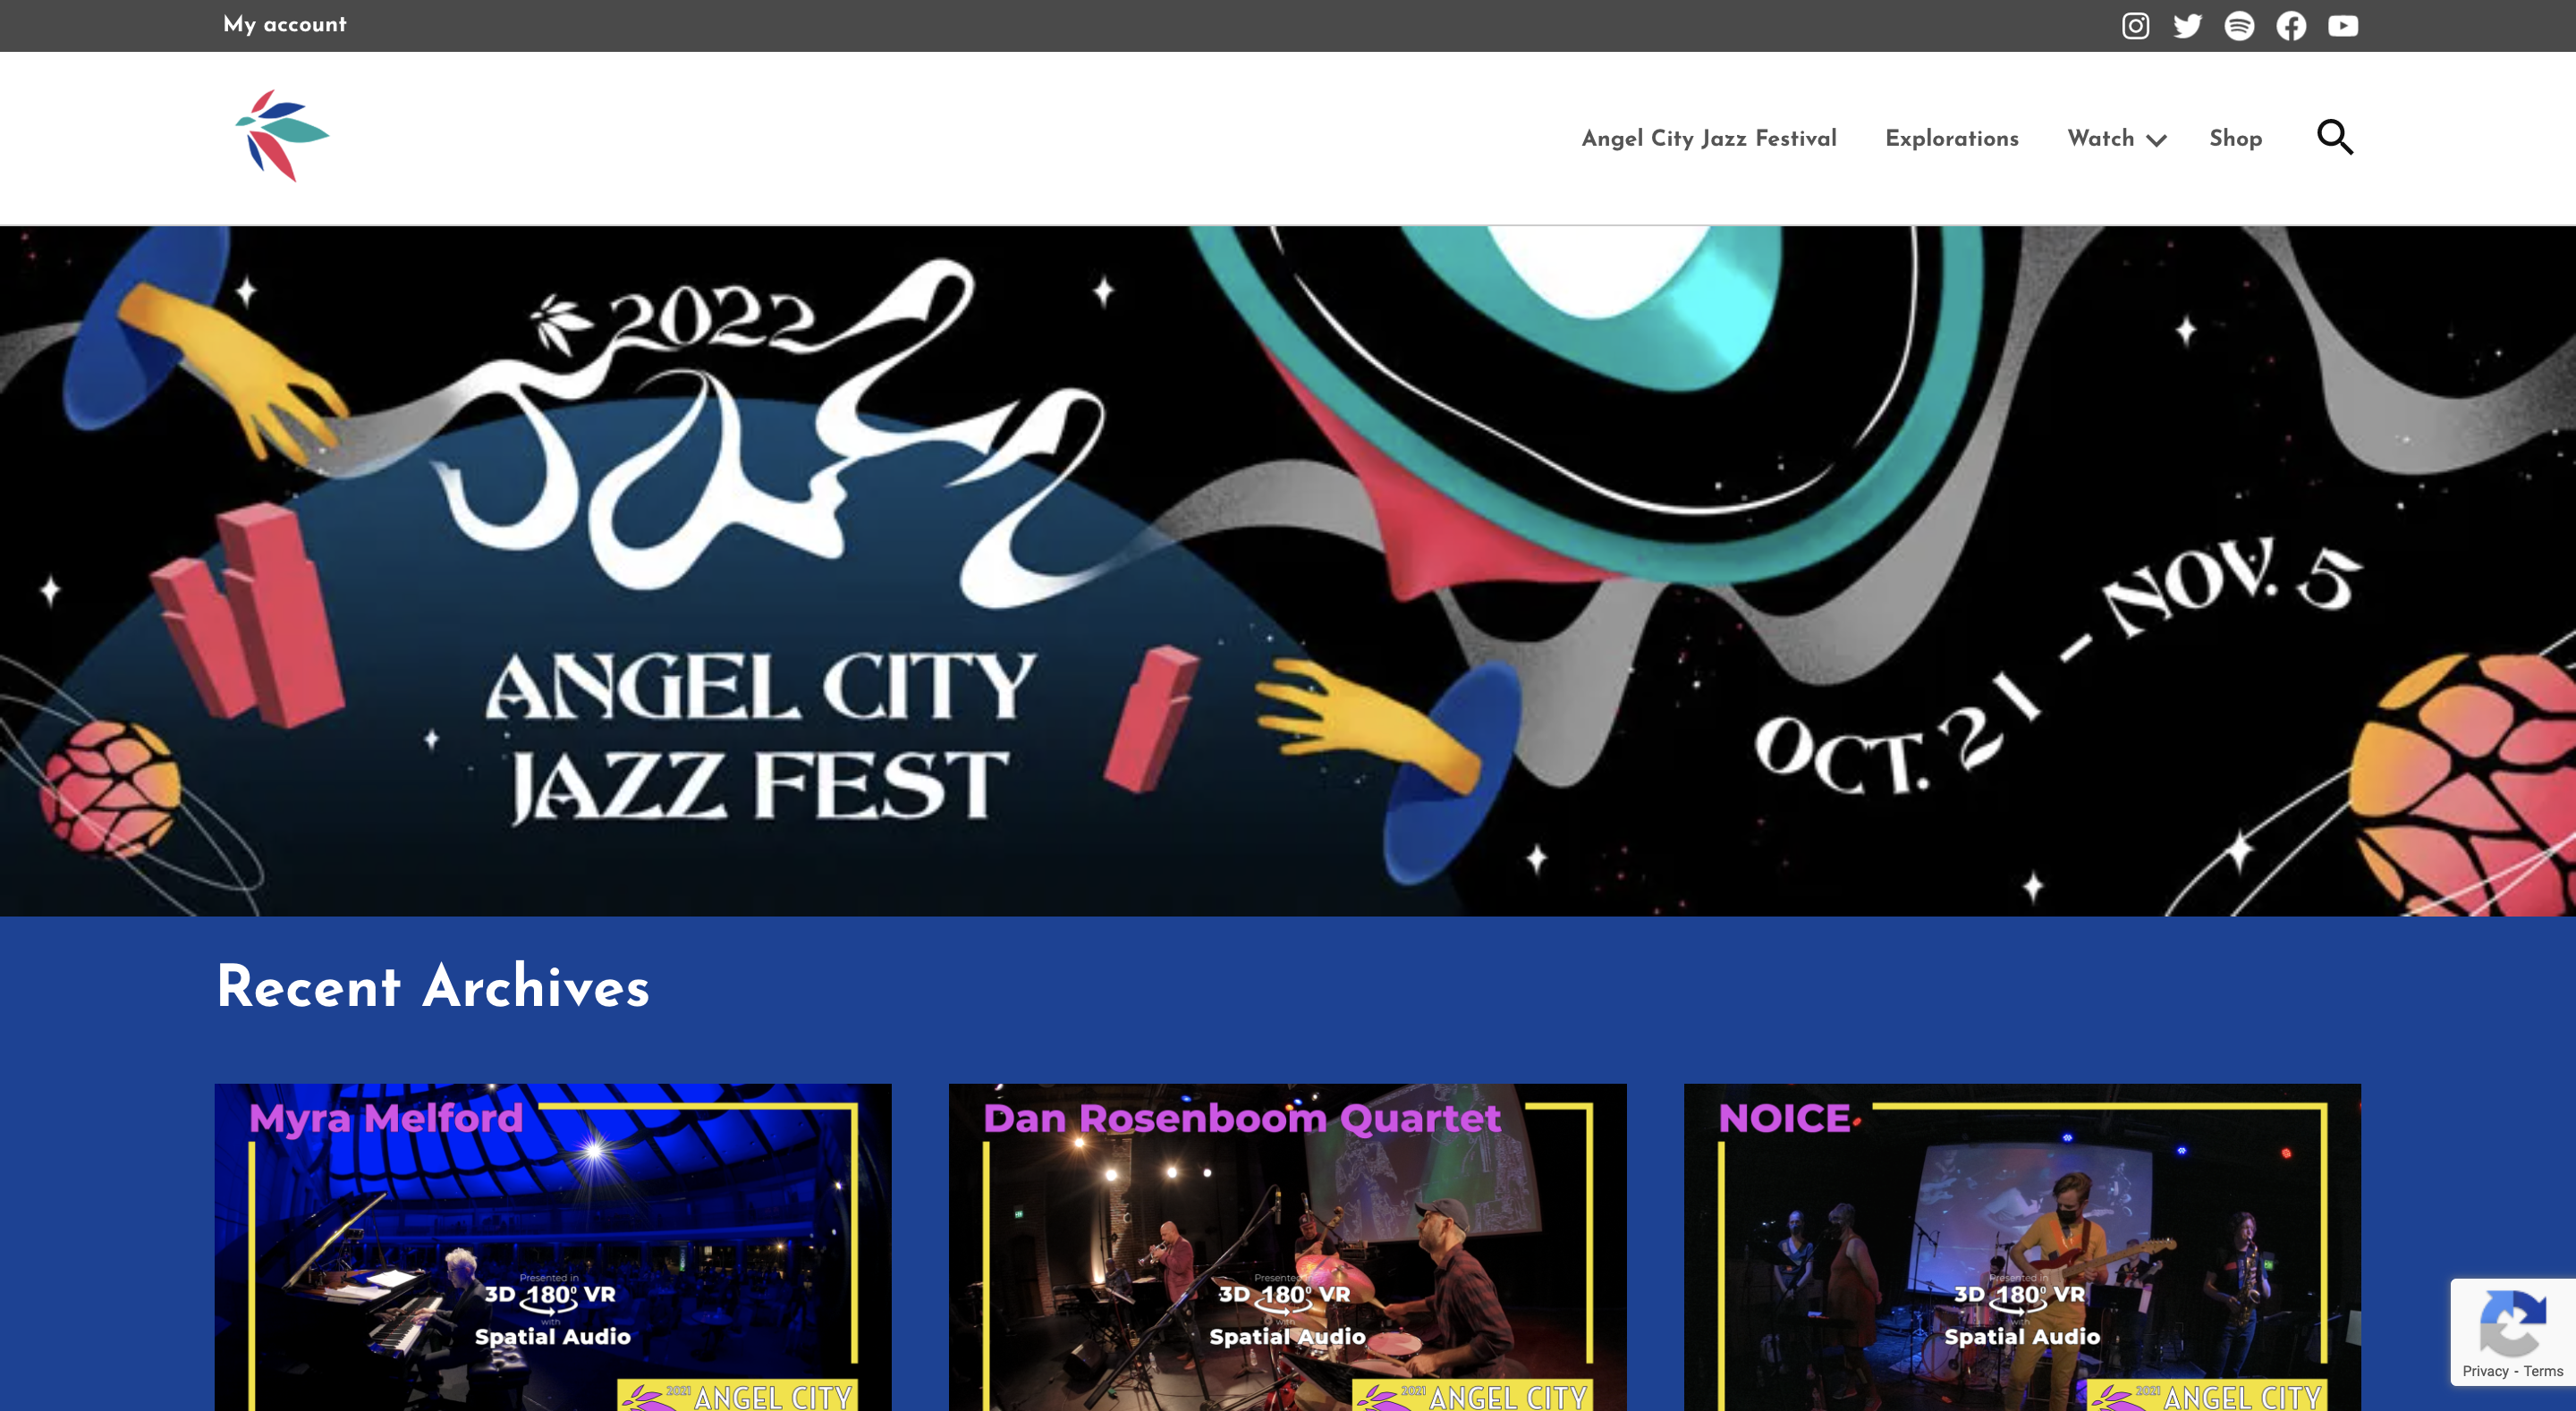 My account
Angel City Jazz Festival
Explorations
Watch
Shop
2022
Jazz
ANGEL CITY
JAZZ FEST
OCT. 21 – NOV. 5
Recent Archives
Myra Melford
Presented in
3D 180° VR
with
Spatial Audio
2021 ANGEL CITY
Dan Rosenboom Quartet
Presented in
3D 180° VR
with
Spatial Audio
2021 ANGEL CITY
NOICE
Presented in
3D 180° VR
with
Spatial Audio
2021 ANGEL CITY
Privacy - Terms